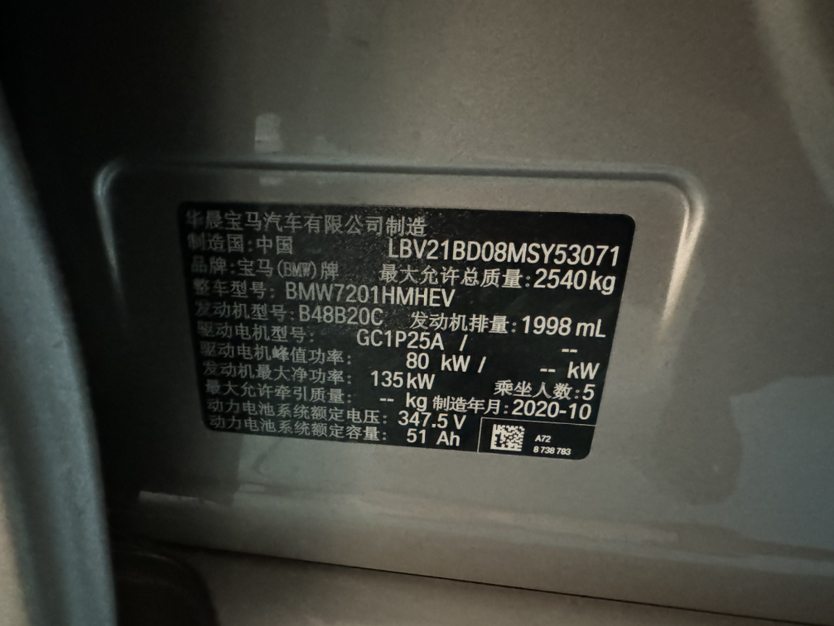 华晨宝马汽车有限公司制造
制造国:中国 LBV21BD08MSY53071
品牌:宝马(BMW)牌 最大允许总质量:2540kg
整车型号: BMW7201HMHEV
发动机型号: B48B20C 发动机排量: 1998 mL
驱动电机型号: GC1P25A / --
驱动电机峰值功率: 80 kW / -- kW
发动机最大净功率: 135kW 乘坐人数:5
最大允许牵引质量: -- kg 制造年月:2020-10
动力电池系统额定电压: 347.5 V
动力电池系统额定容量: 51 Ah
A72
8 738 783